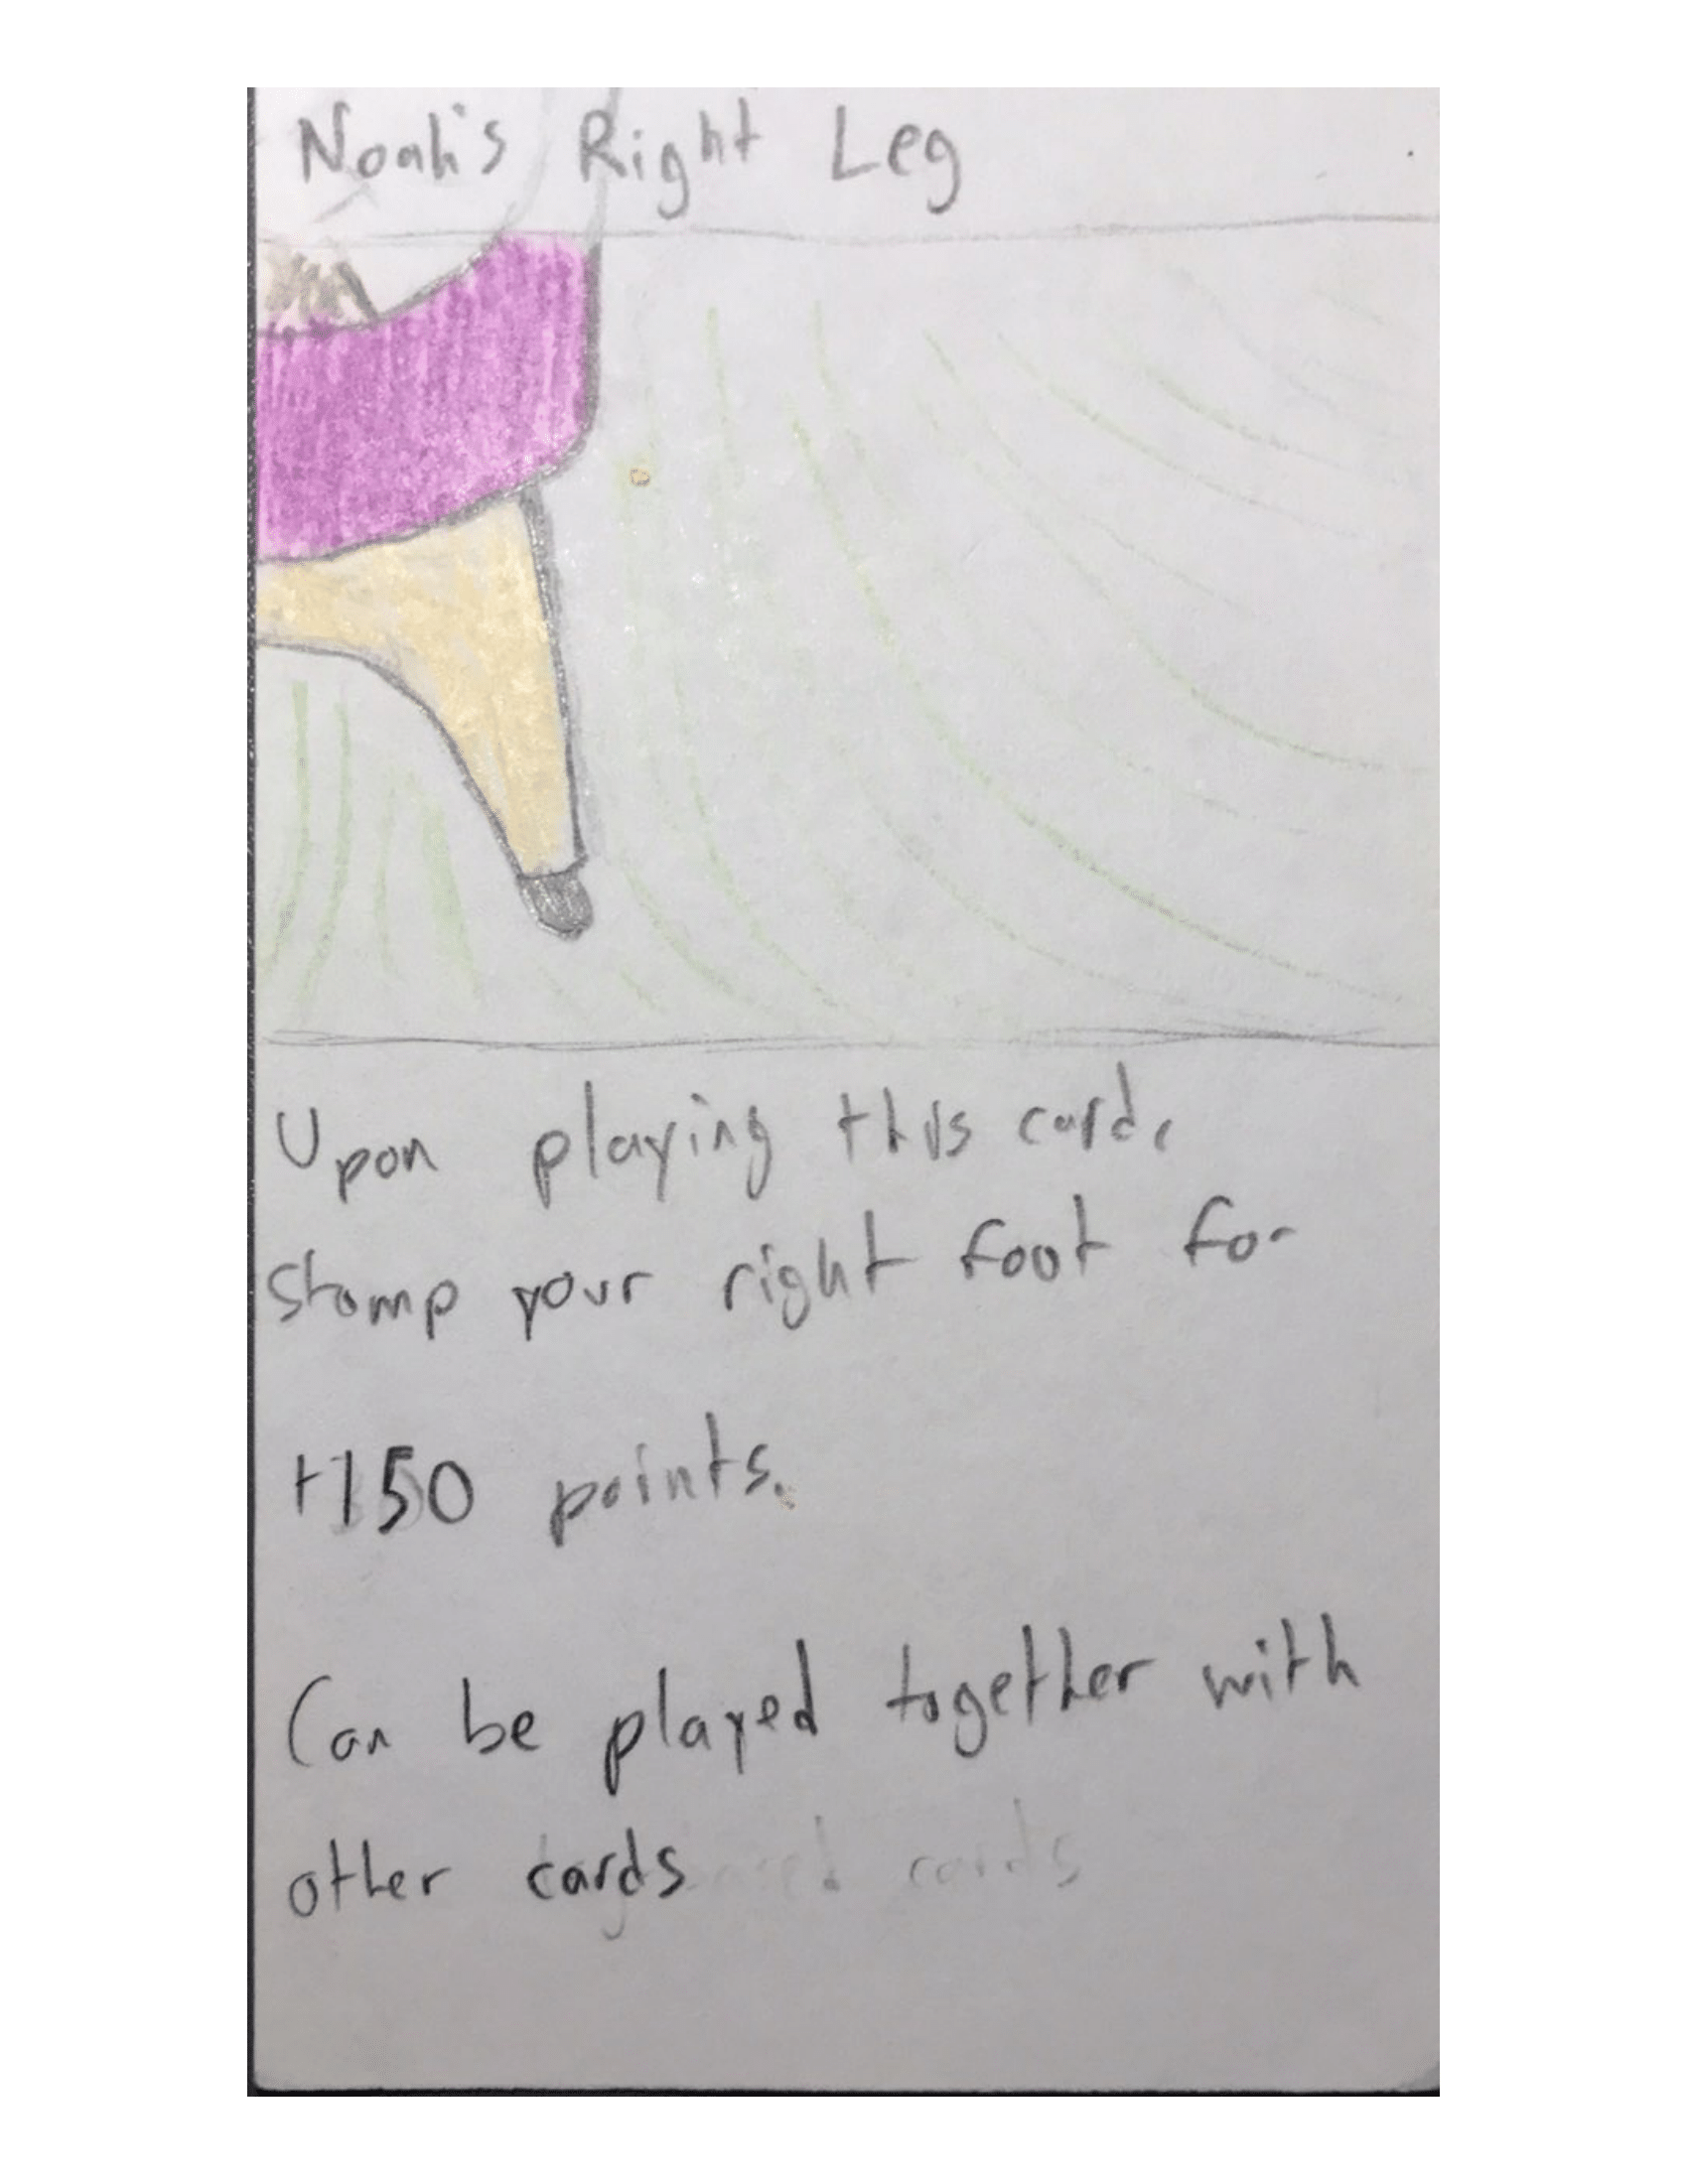 Noah's Right Leg
Upon playing this card,
Stomp your right foot for
+150 points.
Can be played together with
other cards